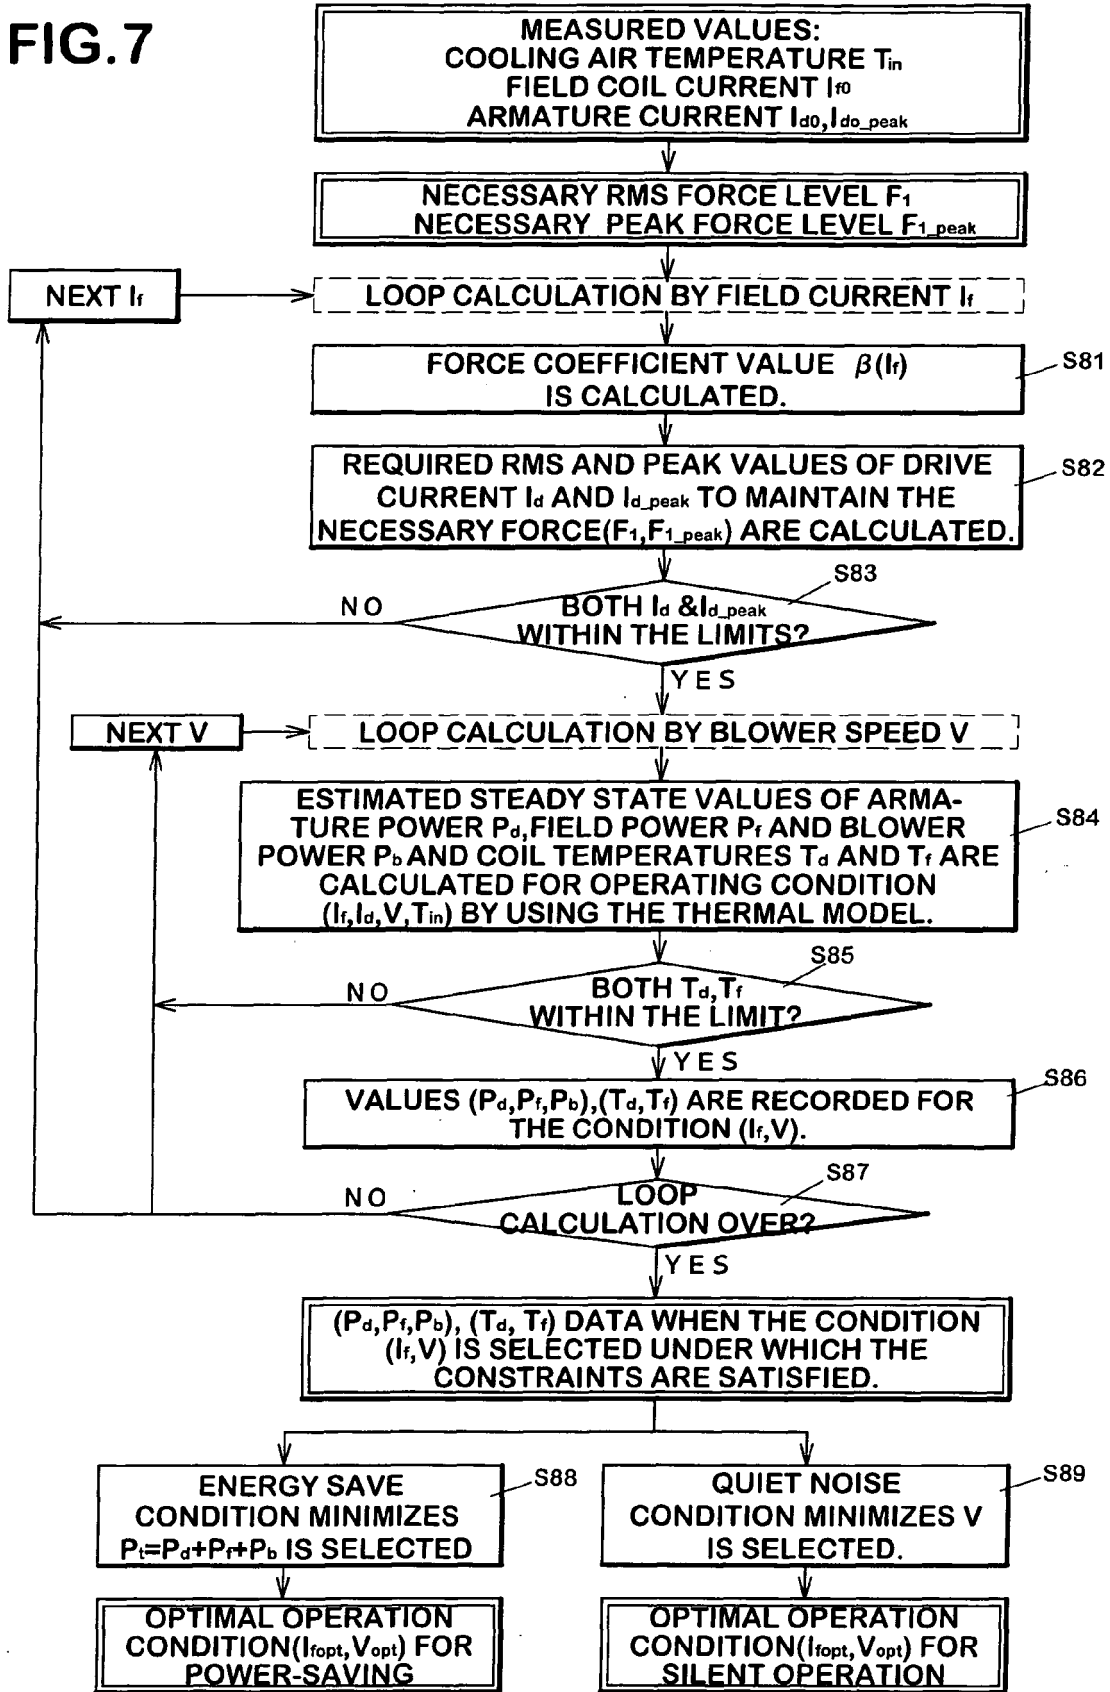 FIG.7
MEASURED VALUES:
COOLING AIR TEMPERATURE Tin
FIELD COIL CURRENT If0
ARMATURE CURRENT Id0,Ido_peak
NECESSARY RMS FORCE LEVEL F1
NECESSARY PEAK FORCE LEVEL F1_peak
NEXT If
LOOP CALCULATION BY FIELD CURRENT If
FORCE COEFFICIENT VALUE β(If)
IS CALCULATED.
S81
REQUIRED RMS AND PEAK VALUES OF DRIVE
CURRENT Id AND Id_peak TO MAINTAIN THE
NECESSARY FORCE(F1,F1_peak) ARE CALCULATED.
S82
S83
NO
BOTH Id &Id_peak
WITHIN THE LIMITS?
YES
NEXT V
LOOP CALCULATION BY BLOWER SPEED V
ESTIMATED STEADY STATE VALUES OF ARMA-
TURE POWER Pd,FIELD POWER Pf AND BLOWER
POWER Pb AND COIL TEMPERATURES Td AND Tf ARE
CALCULATED FOR OPERATING CONDITION
(If,Id,V,Tin) BY USING THE THERMAL MODEL.
S84
S85
NO
BOTH Td,Tf
WITHIN THE LIMIT?
YES
VALUES (Pd,Pf,Pb),(Td,Tf) ARE RECORDED FOR
THE CONDITION (If,V).
S86
S87
NO
LOOP
CALCULATION OVER?
YES
(Pd,Pf,Pb), (Td, Tf) DATA WHEN THE CONDITION
(If,V) IS SELECTED UNDER WHICH THE
CONSTRAINTS ARE SATISFIED.
ENERGY SAVE
CONDITION MINIMIZES
Pt=Pd+Pf+Pb IS SELECTED
S88
QUIET NOISE
CONDITION MINIMIZES V
IS SELECTED.
S89
OPTIMAL OPERATION
CONDITION(Ifopt,Vopt) FOR
POWER-SAVING
OPTIMAL OPERATION
CONDITION(Ifopt,Vopt) FOR
SILENT OPERATION